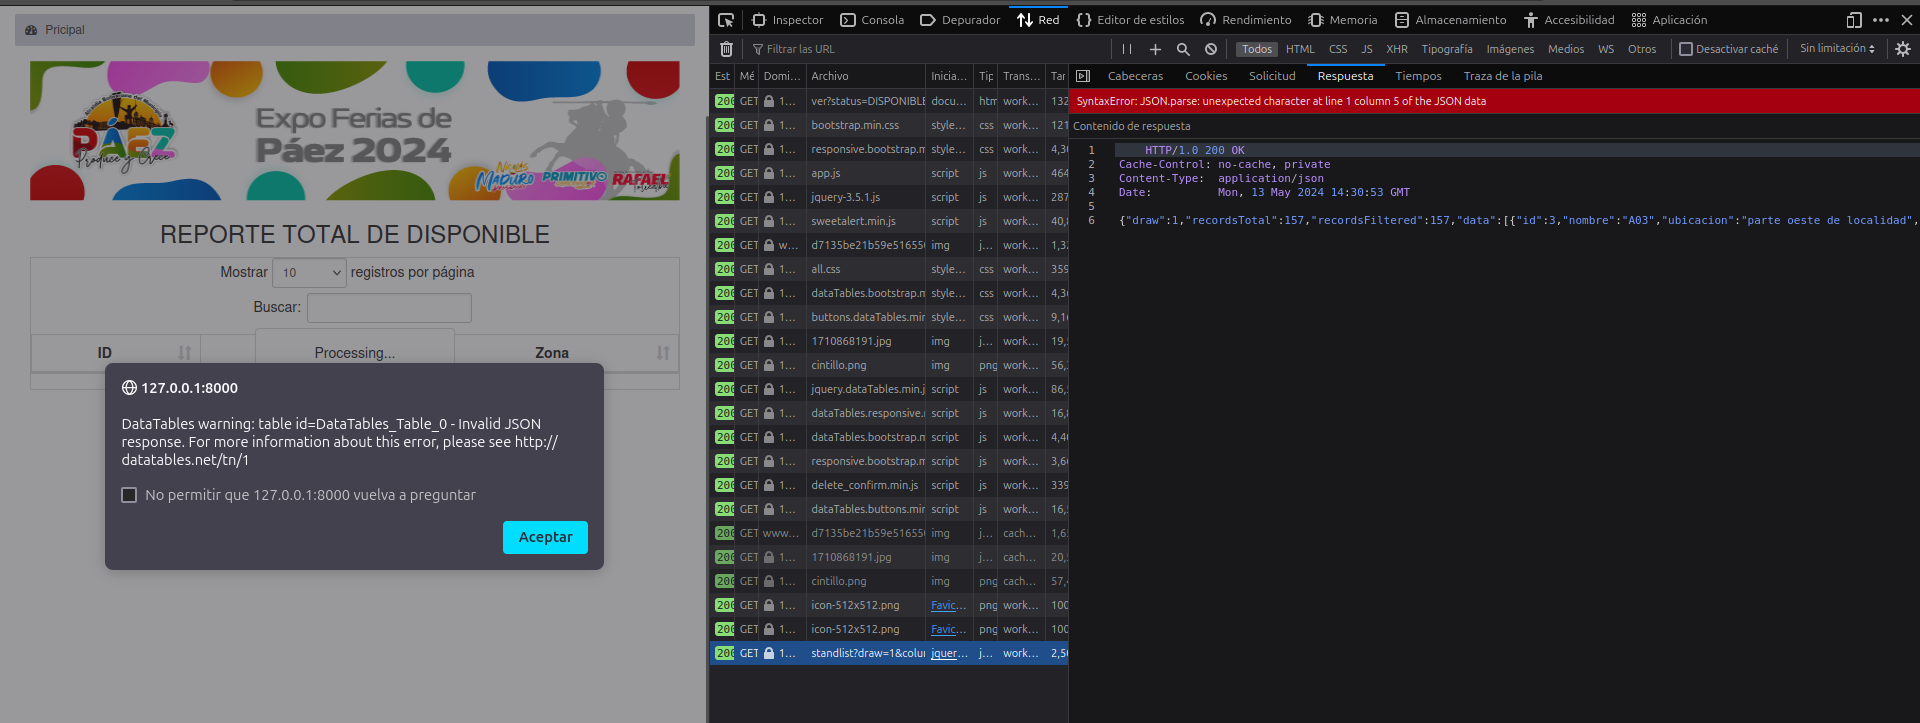 Pricipal
Alcaldía Bolivariana del Municipio
PÁEZ
Produce y Crece
Expo Ferias de
Páez 2024
Nicolás
MADURO
PRIMITIVO
RAFAEL
REPORTE TOTAL DE DISPONIBLE
Mostrar 10 registros por página
Buscar:
ID Zona
Processing...
127.0.0.1:8000
DataTables warning: table id=DataTables_Table_0 - Invalid JSON
response. For more information about this error, please see http://
datatables.net/tn/1
No permitir que 127.0.0.1:8000 vuelva a preguntar
Aceptar
Inspector Consola Depurador Red Editor de estilos Rendimiento Memoria Almacenamiento Accesibilidad Aplicación
Filtrar las URL Todos HTML CSS JS XHR Tipografía Imágenes Medios WS Otros Desactivar caché Sin limitación
Est Mé Domi... Archivo Inicia... Tip Trans... Tar
200 GET 1... ver?status=DISPONIBLE docu... htm work... 132
200 GET 1... bootstrap.min.css style... css work... 121
200 GET 1... responsive.bootstrap.m style... css work... 4,30
200 GET 1... app.js script js work... 464
200 GET 1... jquery-3.5.1.js script js work... 287
200 GET 1... sweetalert.min.js script js work... 40,8
200 GET w... d7135be21b59e51655 img j... work... 1,3
200 GET 1... all.css style... css work... 359
200 GET 1... dataTables.bootstrap.m style... css work... 4,36
200 GET 1... buttons.dataTables.min style... css work... 9,16
200 GET 1... 1710868191.jpg img j... work... 19,5
200 GET 1... cintillo.png img png work... 56,
200 GET 1... jquery.dataTables.min.j script js work... 86,
200 GET 1... dataTables.responsive. script js work... 16,8
200 GET 1... dataTables.bootstrap.m script js work... 4,40
200 GET 1... responsive.bootstrap.m script js work... 3,66
200 GET 1... delete_confirm.min.js script js work... 339
200 GET 1... dataTables.buttons.min script js work... 16,
200 GET www... d7135be21b59e51655 img j... cach... 1,6
200 GET 1... 1710868191.jpg img j... cach... 20,
200 GET 1... cintillo.png img png cach... 57,4
200 GET 1... icon-512x512.png Favic... png work... 100
200 GET 1... icon-512x512.png Favic... png work... 100
200 GET 1... standlist?draw=1&colu jquer... j... work... 2,50
Cabeceras Cookies Solicitud Respuesta Tiempos Traza de la pila
SyntaxError: JSON.parse: unexpected character at line 1 column 5 of the JSON data
Contenido de respuesta
1 HTTP/1.0 200 OK
2 Cache-Control: no-cache, private
3 Content-Type: application/json
4 Date: Mon, 13 May 2024 14:30:53 GMT
5
6 {"draw":1,"recordsTotal":157,"recordsFiltered":157,"data":[{"id":3,"nombre":"A03","ubicacion":"parte oeste de localidad",